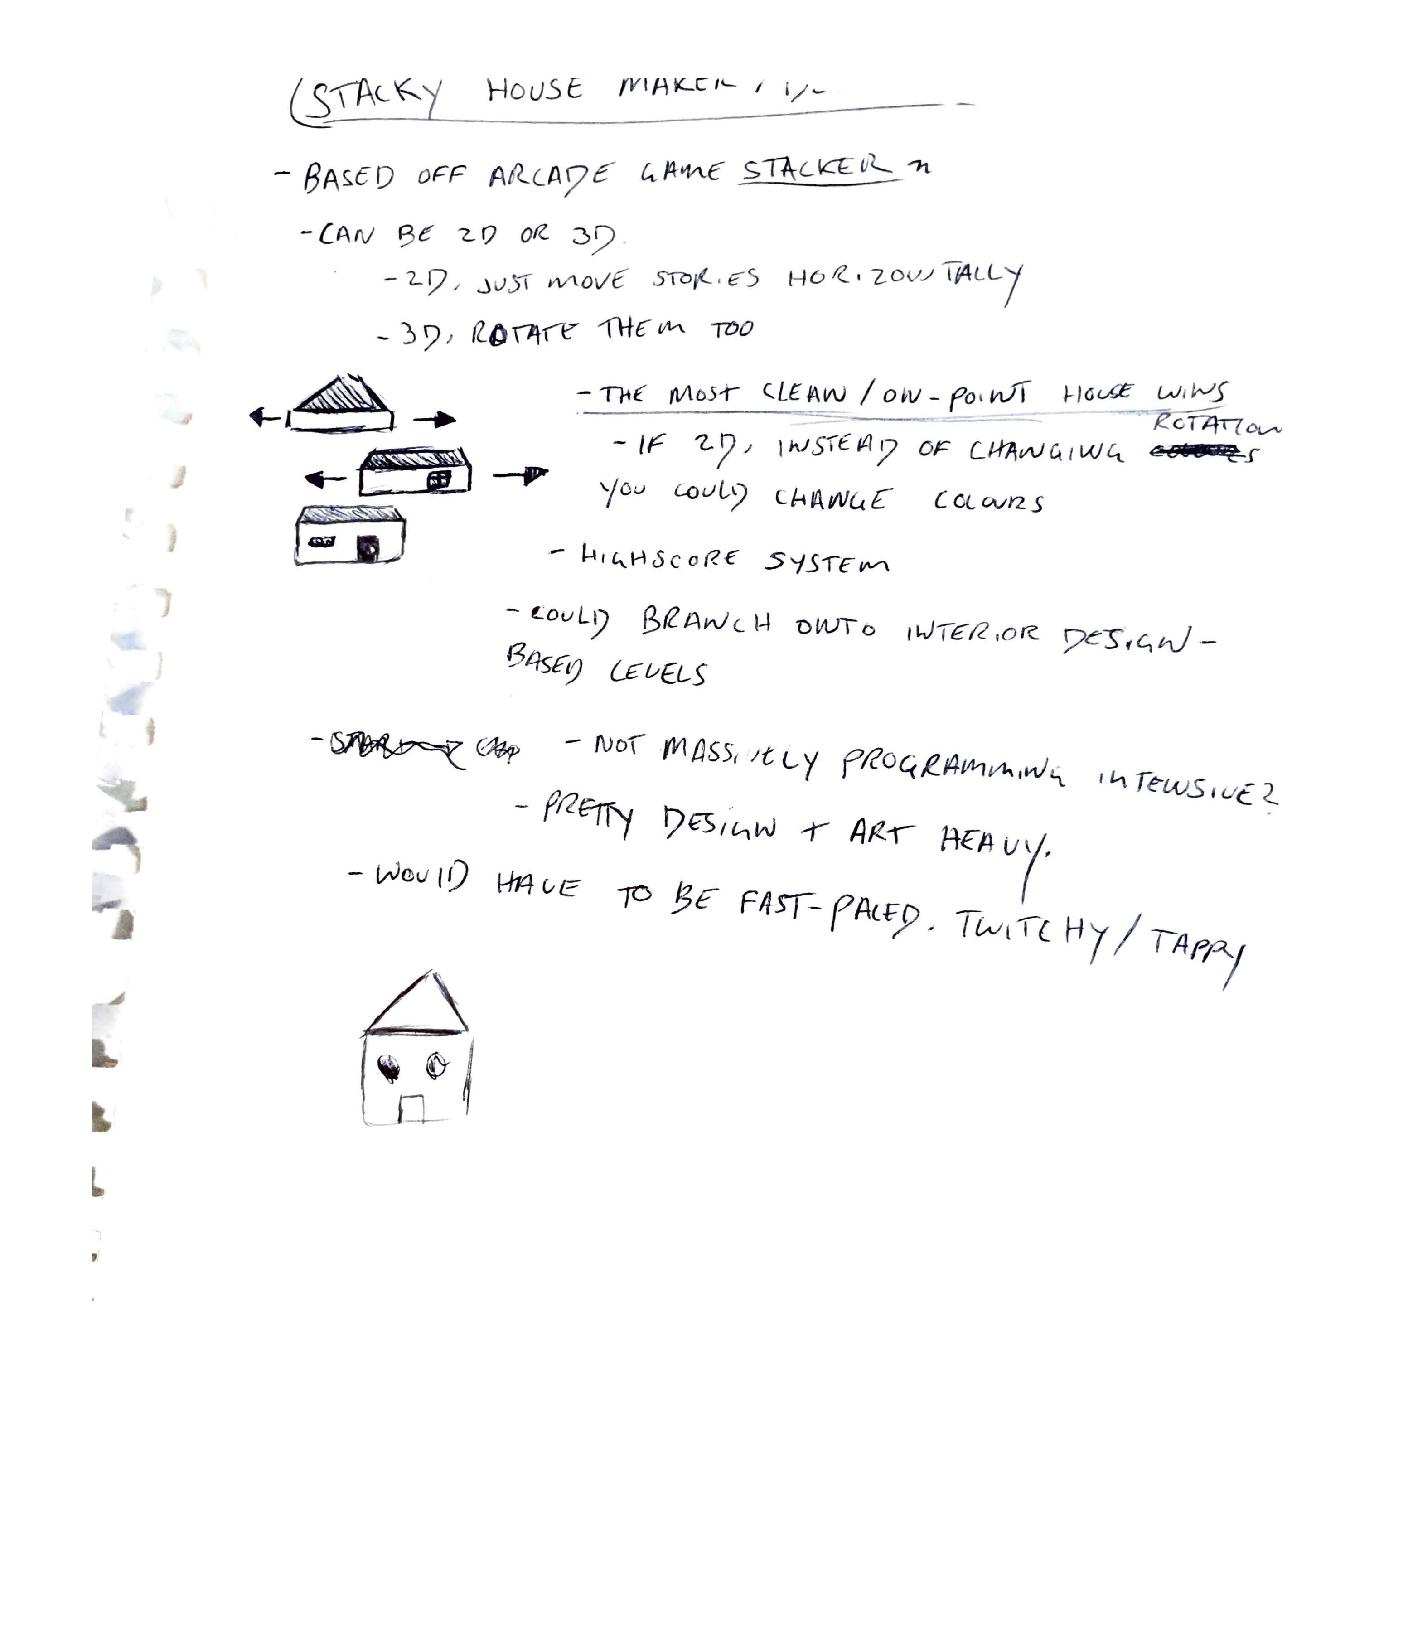 STACKY HOUSE MAKER
- BASED OFF ARCADE GAME STACKER
- CAN BE 2D OR 3D.
- 2D, JUST MOVE STORIES HORIZONTALLY
- 3D, ROTATE THEM TOO
- THE MOST CLEAN / ON-POINT HOUSE WINS
ROTATION
- IF 2D, INSTEAD OF CHANGING
YOU COULD CHANGE COLOURS
- HIGHSCORE SYSTEM
- COULD BRANCH ONTO INTERIOR DESIGN -
BASED LEVELS
- NOT MASSIVELY PROGRAMMING INTENSIVE?
- PRETTY DESIGN + ART HEAVY.
- WOULD HAVE TO BE FAST-PACED. TWITCHY / TAPPY